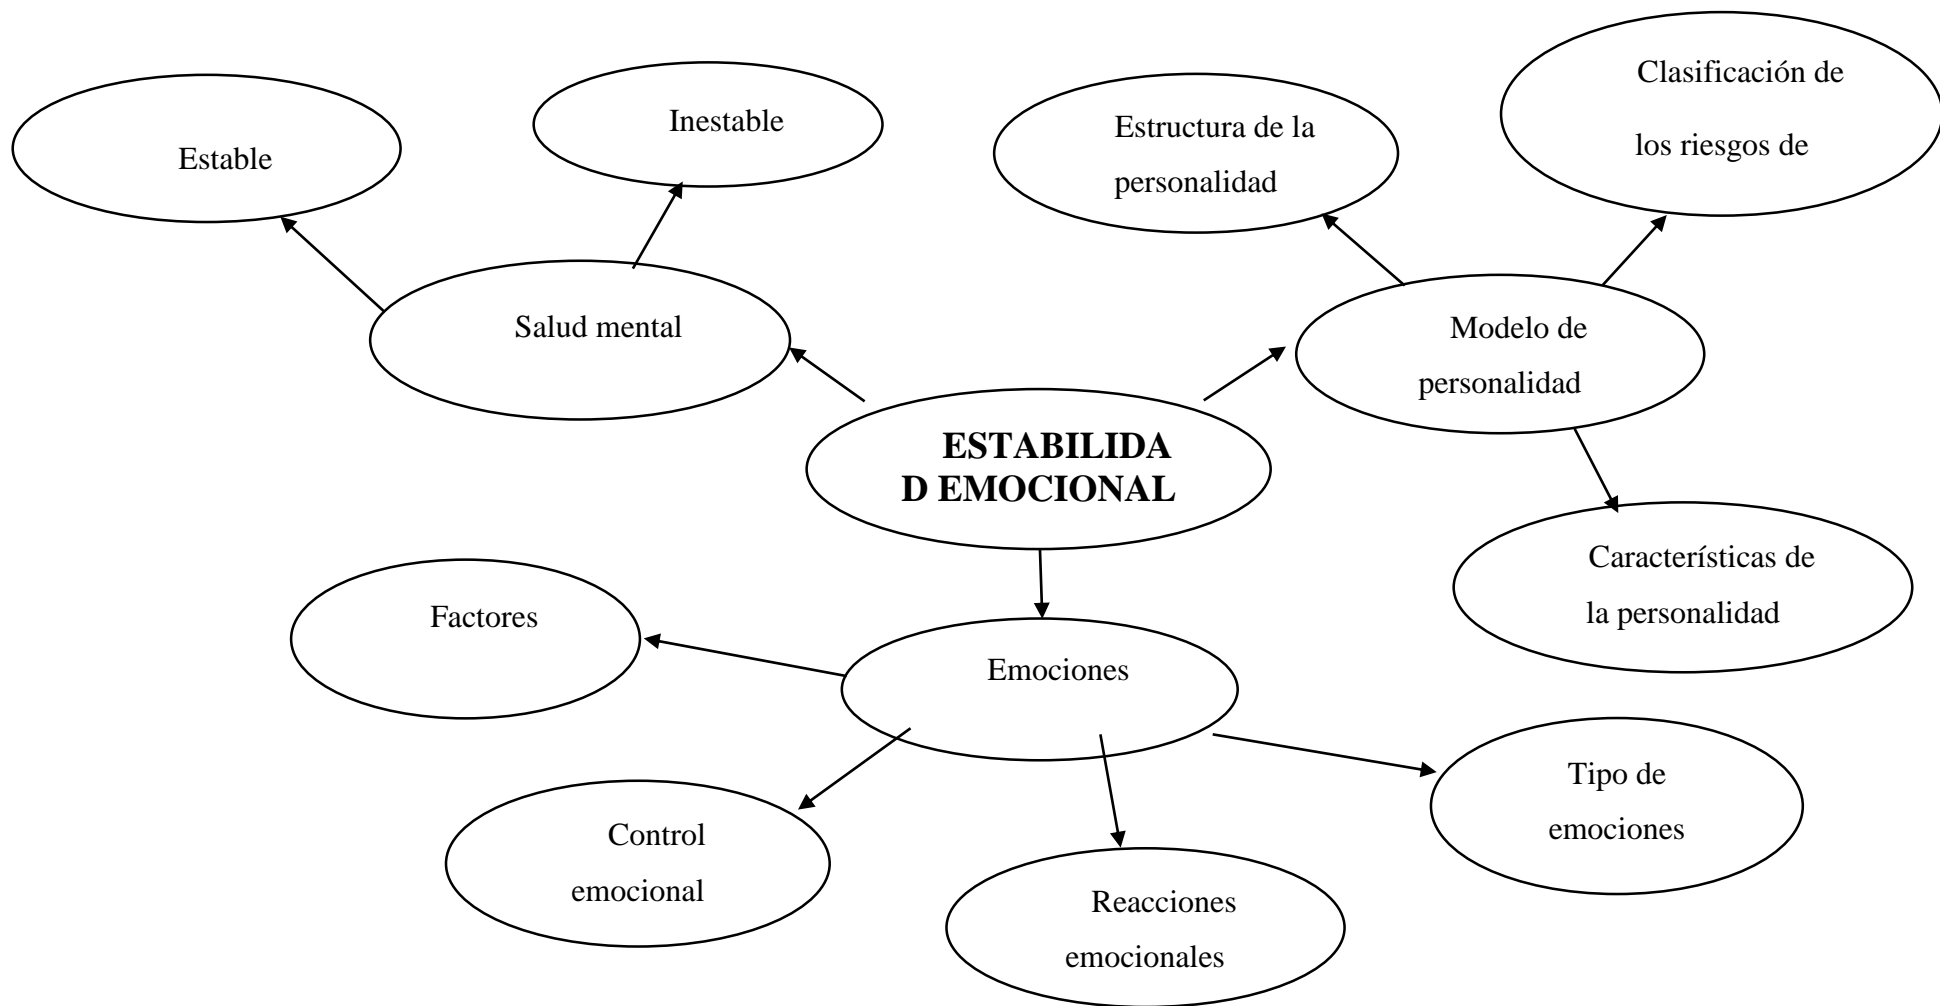 Clasificación de
los riesgos de
Inestable
Estructura de la
personalidad
Estable
Salud mental
Modelo de
personalidad
ESTABILIDA
D EMOCIONAL
Características de
la personalidad
Factores
Emociones
Tipo de
emociones
Control
emocional
Reacciones
emocionales